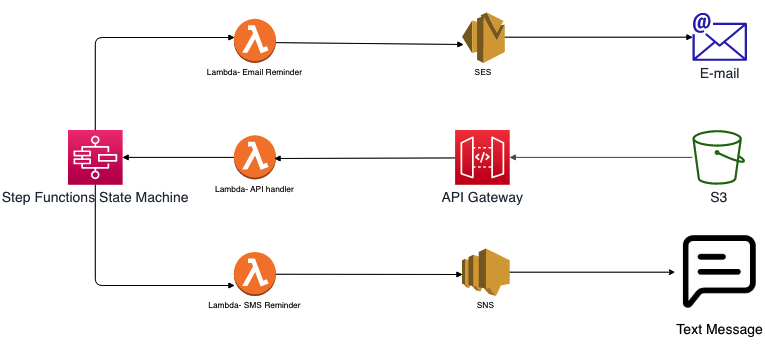 @
Lambda- Email Reminder
SES
E-mail
Step Functions State Machine
Lambda- API handler
API Gateway
S3
Lambda- SMS Reminder
SNS
Text Message